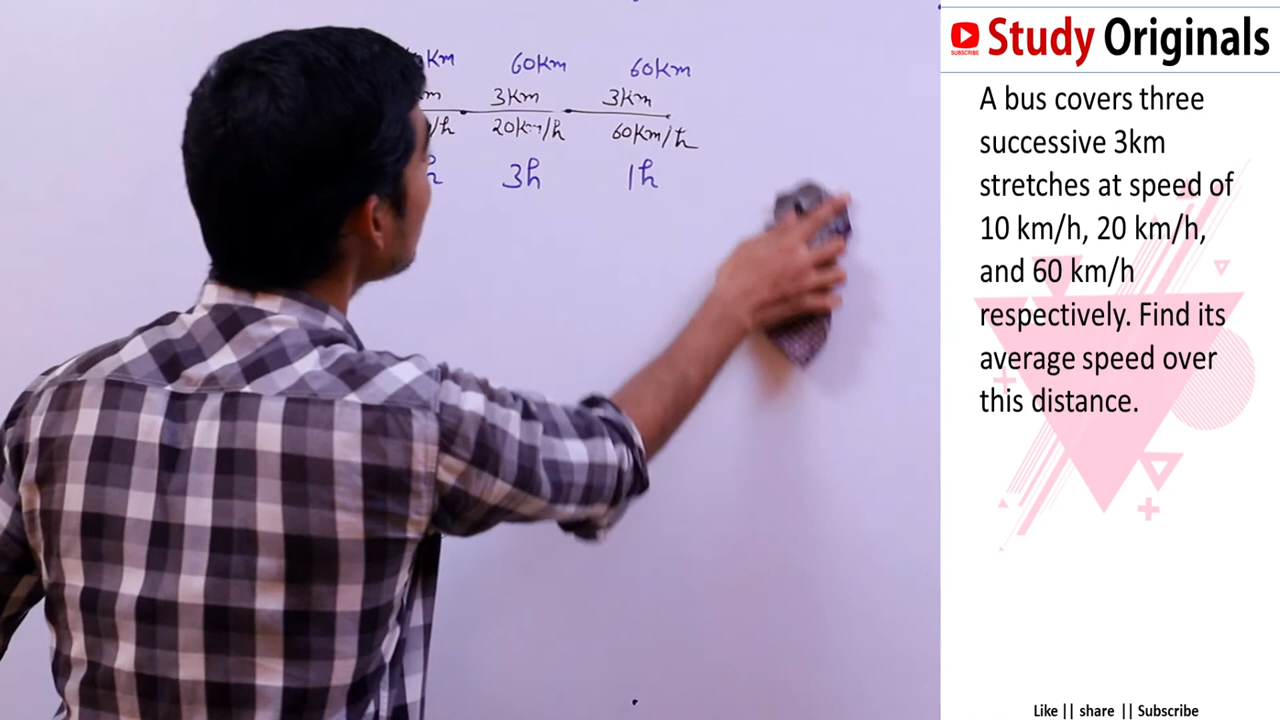 60Km 60Km
3Km 3Km
20Km/h 60Km/h
3h 1h
SUBSCRIBE
Study Originals
A bus covers three
successive 3km
stretches at speed of
10 km/h, 20 km/h,
and 60 km/h
respectively. Find its
average speed over
this distance.
Like || share || Subscribe